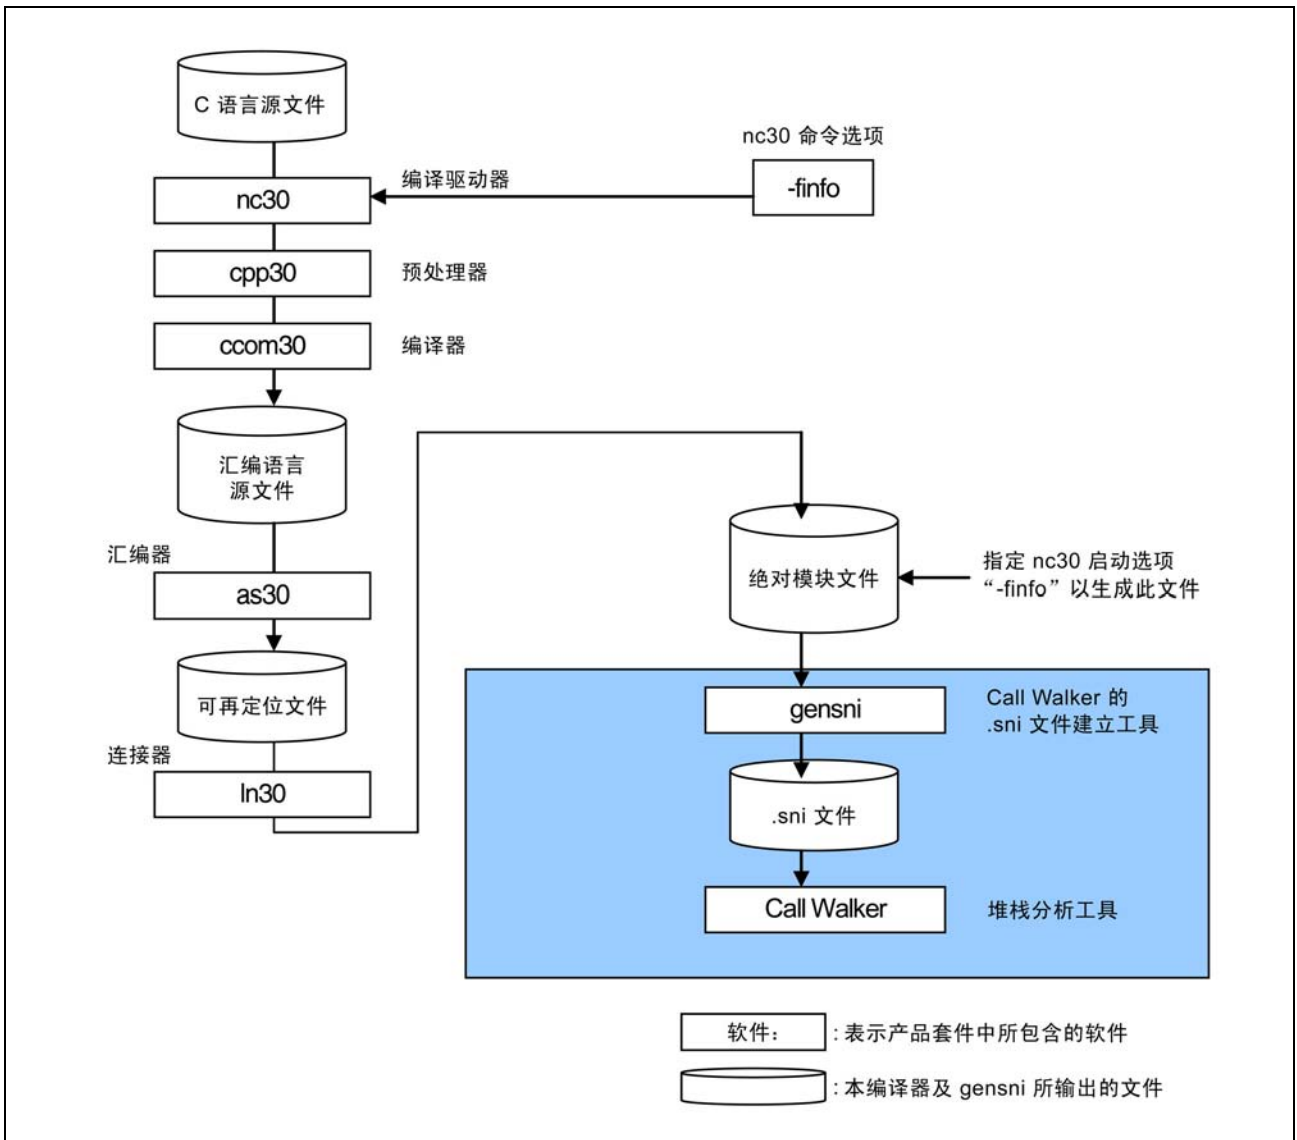 C 语言源文件
nc30 命令选项
-finfo
编译驱动器
nc30
cpp30
预处理器
ccom30
编译器
汇编语言
源文件
汇编器
as30
可再定位文件
连接器
ln30
绝对模块文件
指定 nc30 启动选项
“-finfo”以生成此文件
gensni
Call Walker 的
.sni 文件建立工具
.sni 文件
Call Walker
堆栈分析工具
软件：
: 表示产品套件中所包含的软件
: 本编译器及 gensni 所输出的文件